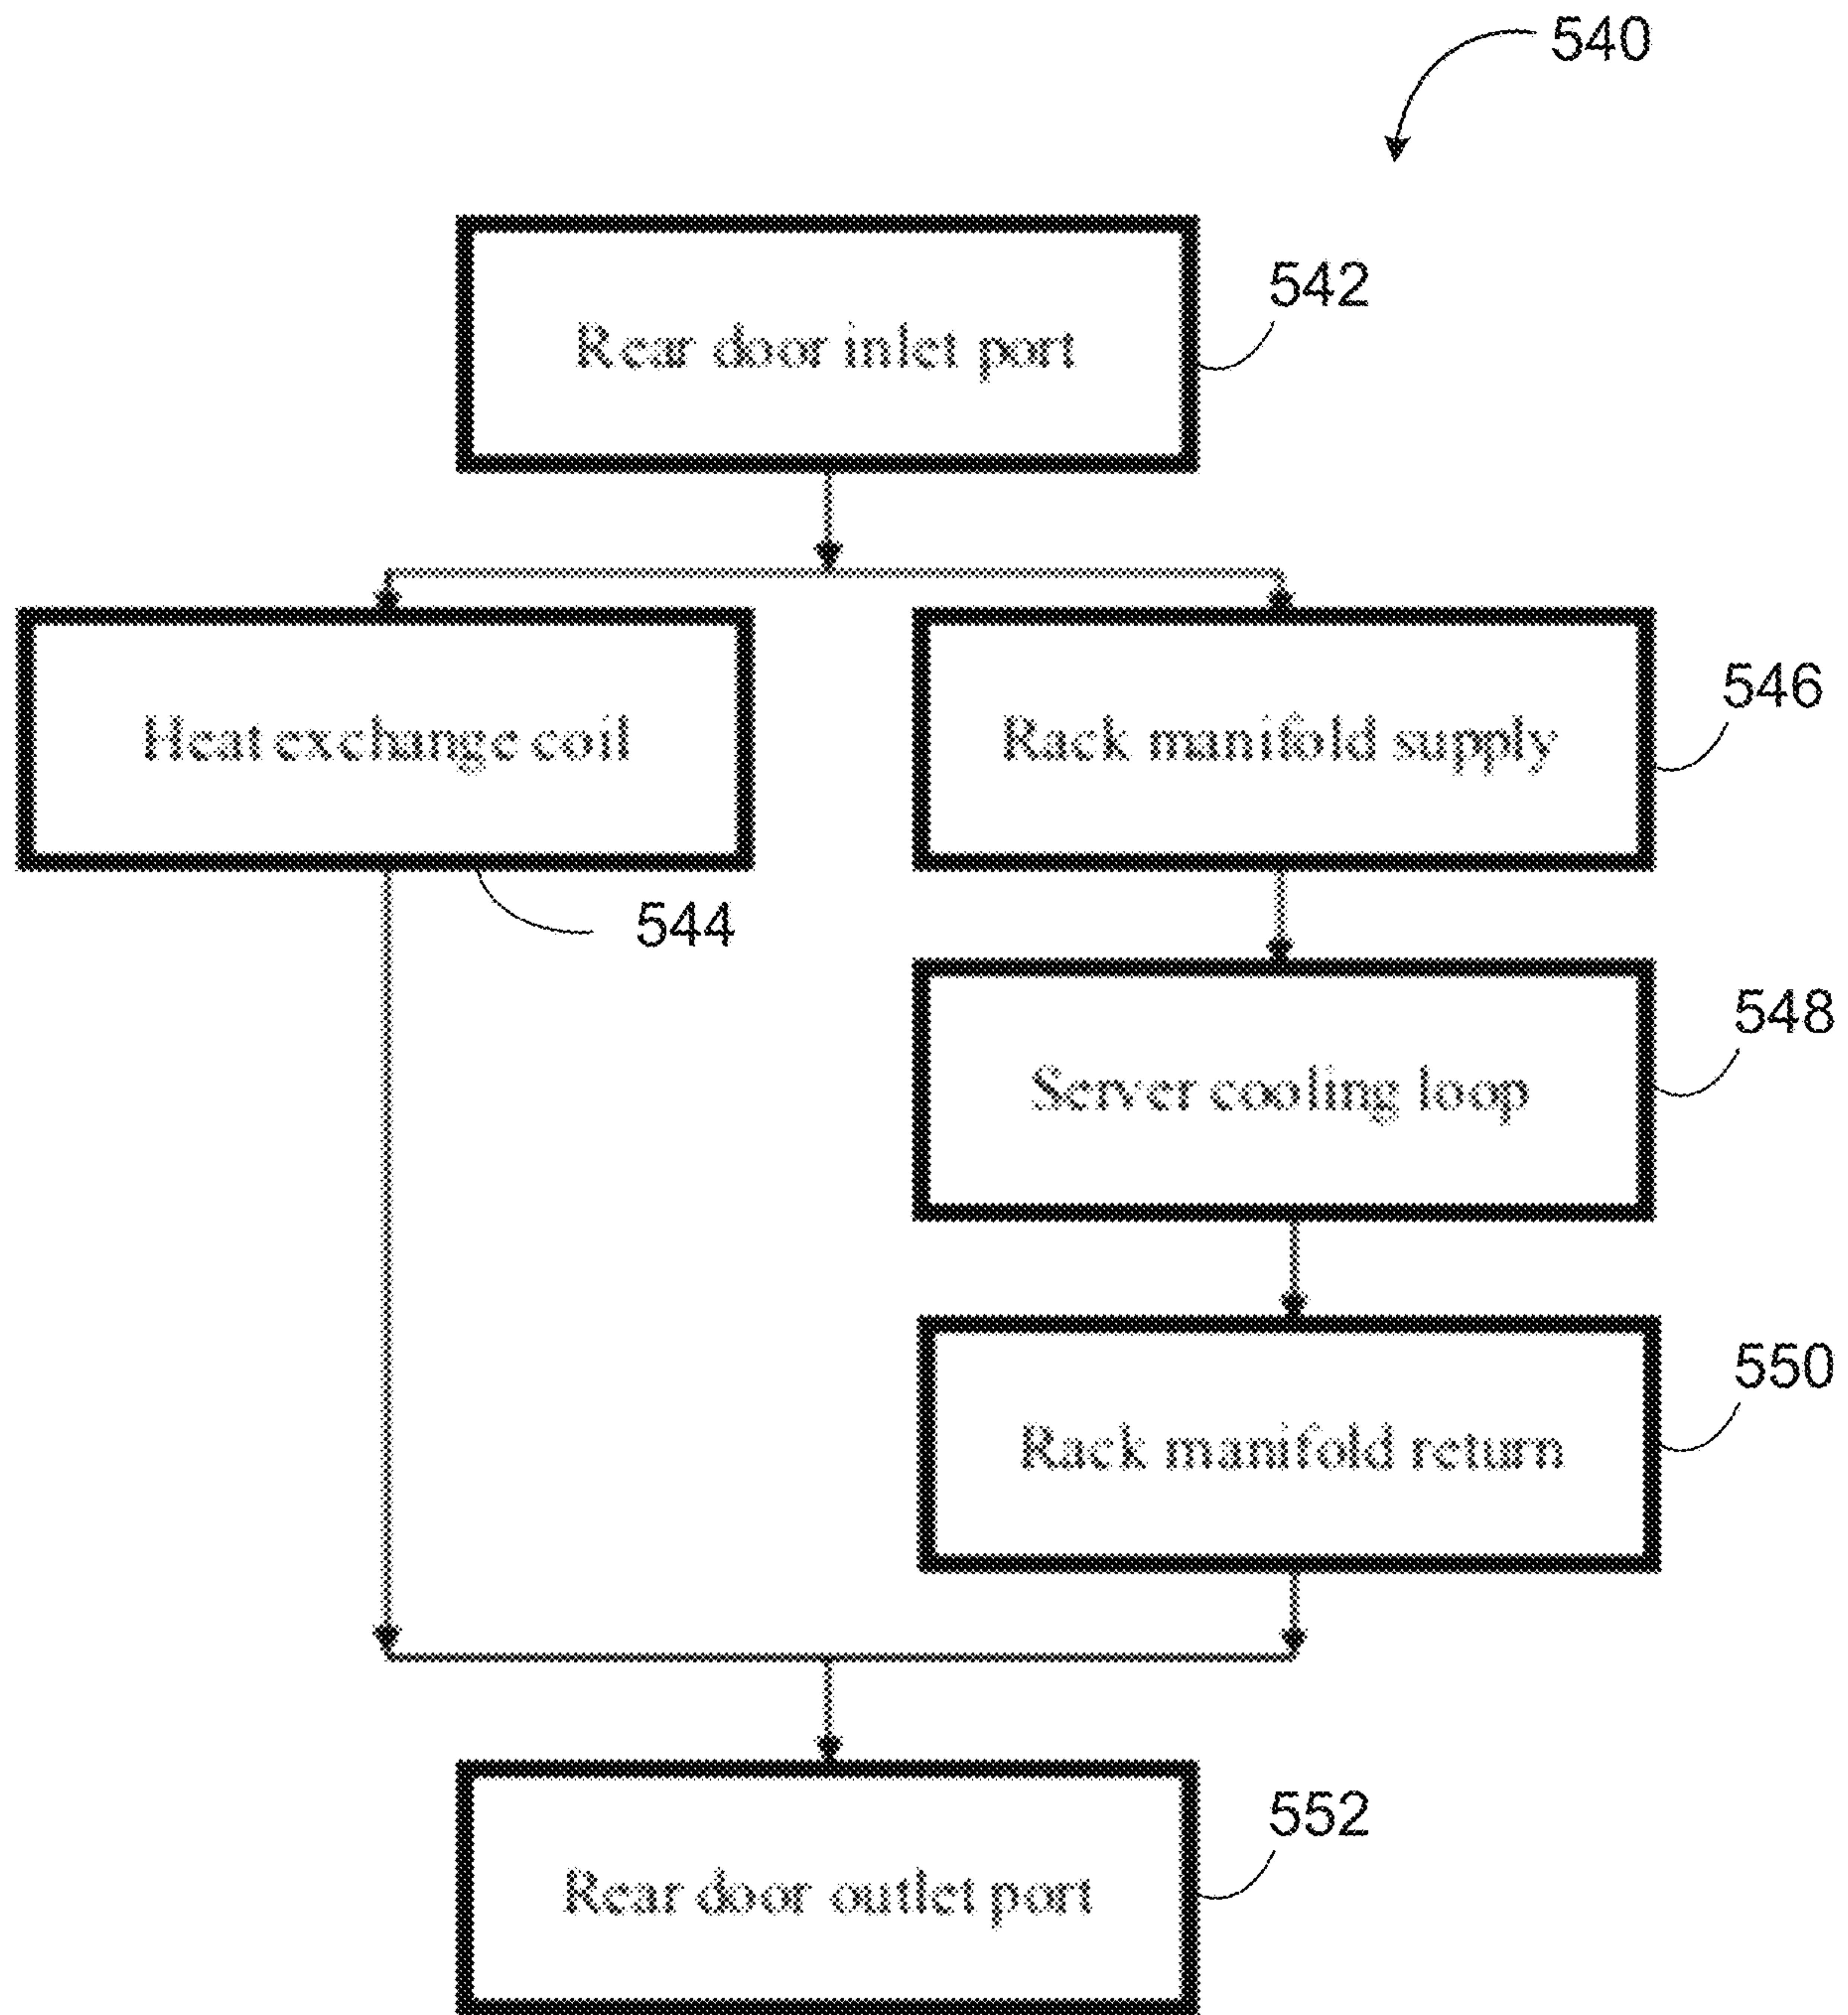 540
542
Rear door inlet port
Heat exchange coil
Rack manifold supply
546
544
548
Server cooling loop
550
Rack manifold return
552
Rear door outlet port